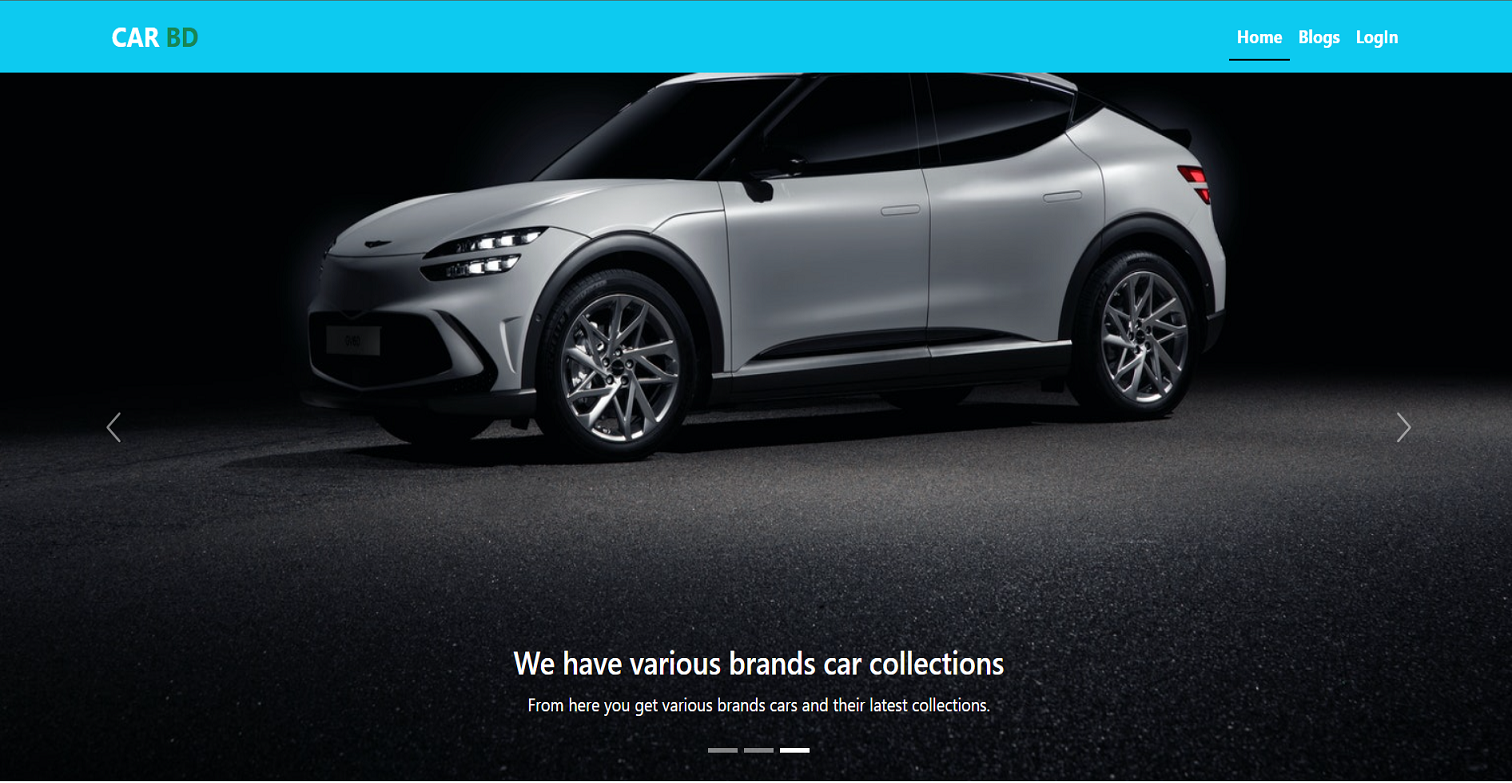 CAR BD
Home Blogs Login
We have various brands car collections
From here you get various brands cars and their latest collections.